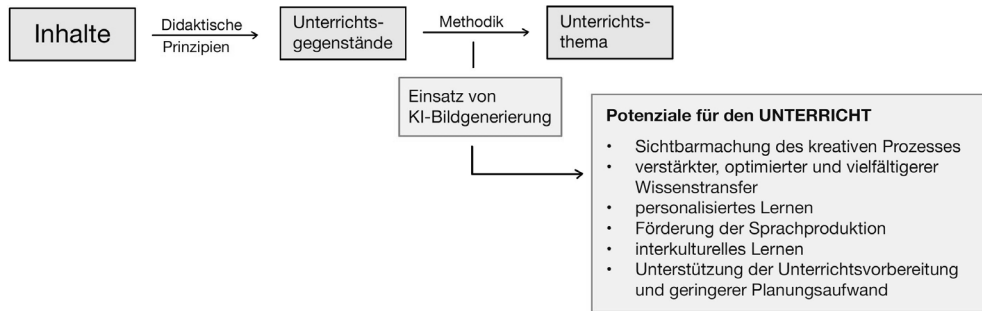 Inhalte
Didaktische
Prinzipien
Unterrichts-
gegenstände
Methodik
Unterrichts-
thema
Einsatz von
KI-Bildgenerierung
Potenziale für den UNTERRICHT
• Sichtbarmachung des kreativen Prozesses
• verstärkter, optimierter und vielfältigerer
Wissenstransfer
• personalisiertes Lernen
• Förderung der Sprachproduktion
• interkulturelles Lernen
• Unterstützung der Unterrichtsvorbereitung
und geringerer Planungsaufwand